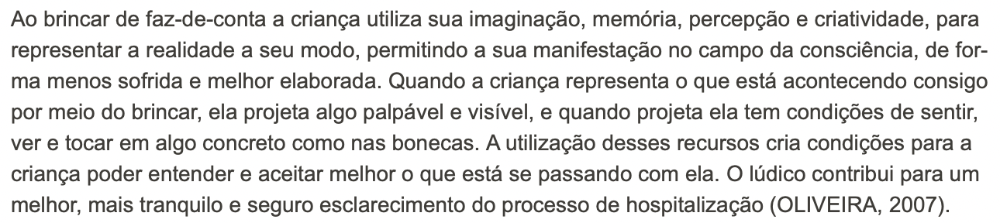 Ao brincar de faz-de-conta a criança utiliza sua imaginação, memória, percepção e criatividade, para
representar a realidade a seu modo, permitindo a sua manifestação no campo da consciência, de for-
ma menos sofrida e melhor elaborada. Quando a criança representa o que está acontecendo consigo
por meio do brincar, ela projeta algo palpável e visível, e quando projeta ela tem condições de sentir,
ver e tocar em algo concreto como nas bonecas. A utilização desses recursos cria condições para a
criança poder entender e aceitar melhor o que está se passando com ela. O lúdico contribui para um
melhor, mais tranquilo e seguro esclarecimento do processo de hospitalização (OLIVEIRA, 2007).